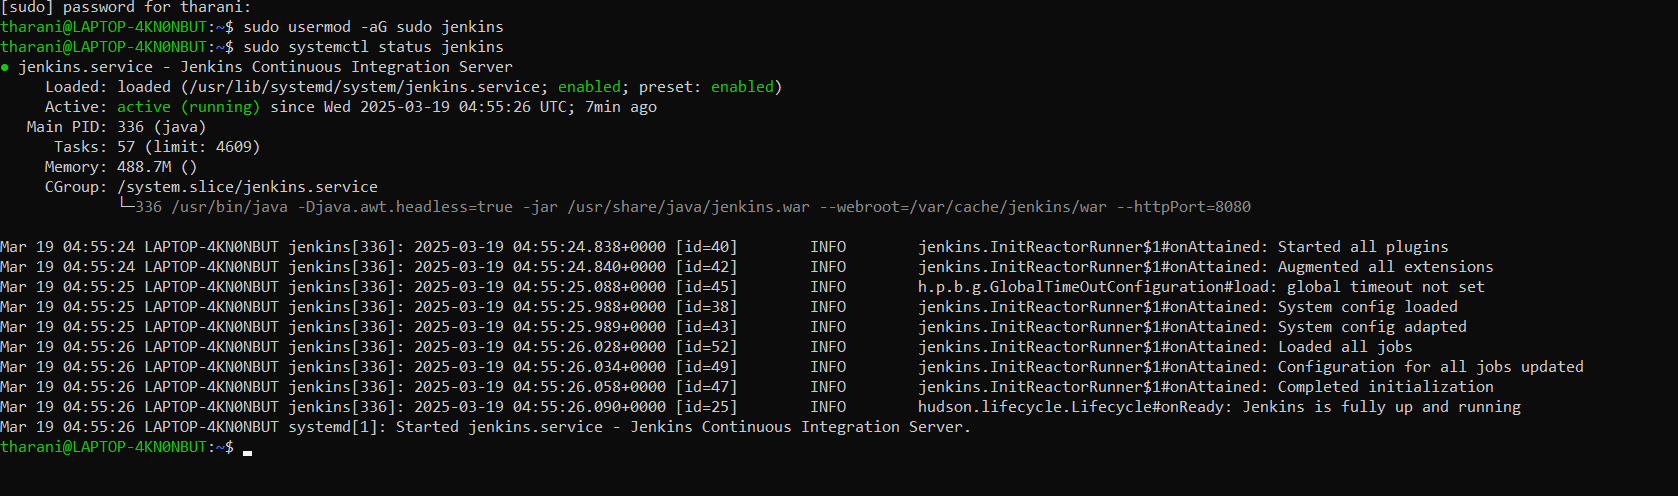 [sudo] password for tharani:
tharani@LAPTOP-4KN0NBUT:~$ sudo usermod -aG sudo jenkins
tharani@LAPTOP-4KN0NBUT:~$ sudo systemctl status jenkins
● jenkins.service - Jenkins Continuous Integration Server
     Loaded: loaded (/usr/lib/systemd/system/jenkins.service; enabled; preset: enabled)
     Active: active (running) since Wed 2025-03-19 04:55:26 UTC; 7min ago
   Main PID: 336 (java)
      Tasks: 57 (limit: 4609)
     Memory: 488.7M ()
     CGroup: /system.slice/jenkins.service
             └─336 /usr/bin/java -Djava.awt.headless=true -jar /usr/share/java/jenkins.war --webroot=/var/cache/jenkins/war --httpPort=8080
Mar 19 04:55:24 LAPTOP-4KN0NBUT jenkins[336]: 2025-03-19 04:55:24.838+0000 [id=40]        INFO        jenkins.InitReactorRunner$1#onAttained: Started all plugins
Mar 19 04:55:24 LAPTOP-4KN0NBUT jenkins[336]: 2025-03-19 04:55:24.840+0000 [id=42]        INFO        jenkins.InitReactorRunner$1#onAttained: Augmented all extensions
Mar 19 04:55:25 LAPTOP-4KN0NBUT jenkins[336]: 2025-03-19 04:55:25.088+0000 [id=45]        INFO        h.p.b.g.GlobalTimeOutConfiguration#load: global timeout not set
Mar 19 04:55:25 LAPTOP-4KN0NBUT jenkins[336]: 2025-03-19 04:55:25.988+0000 [id=38]        INFO        jenkins.InitReactorRunner$1#onAttained: System config loaded
Mar 19 04:55:25 LAPTOP-4KN0NBUT jenkins[336]: 2025-03-19 04:55:25.989+0000 [id=43]        INFO        jenkins.InitReactorRunner$1#onAttained: System config adapted
Mar 19 04:55:26 LAPTOP-4KN0NBUT jenkins[336]: 2025-03-19 04:55:26.028+0000 [id=52]        INFO        jenkins.InitReactorRunner$1#onAttained: Loaded all jobs
Mar 19 04:55:26 LAPTOP-4KN0NBUT jenkins[336]: 2025-03-19 04:55:26.034+0000 [id=49]        INFO        jenkins.InitReactorRunner$1#onAttained: Configuration for all jobs updated
Mar 19 04:55:26 LAPTOP-4KN0NBUT jenkins[336]: 2025-03-19 04:55:26.058+0000 [id=47]        INFO        jenkins.InitReactorRunner$1#onAttained: Completed initialization
Mar 19 04:55:26 LAPTOP-4KN0NBUT jenkins[336]: 2025-03-19 04:55:26.090+0000 [id=25]        INFO        hudson.lifecycle.Lifecycle#onReady: Jenkins is fully up and running
Mar 19 04:55:26 LAPTOP-4KN0NBUT systemd[1]: Started jenkins.service - Jenkins Continuous Integration Server.
tharani@LAPTOP-4KN0NBUT:~$